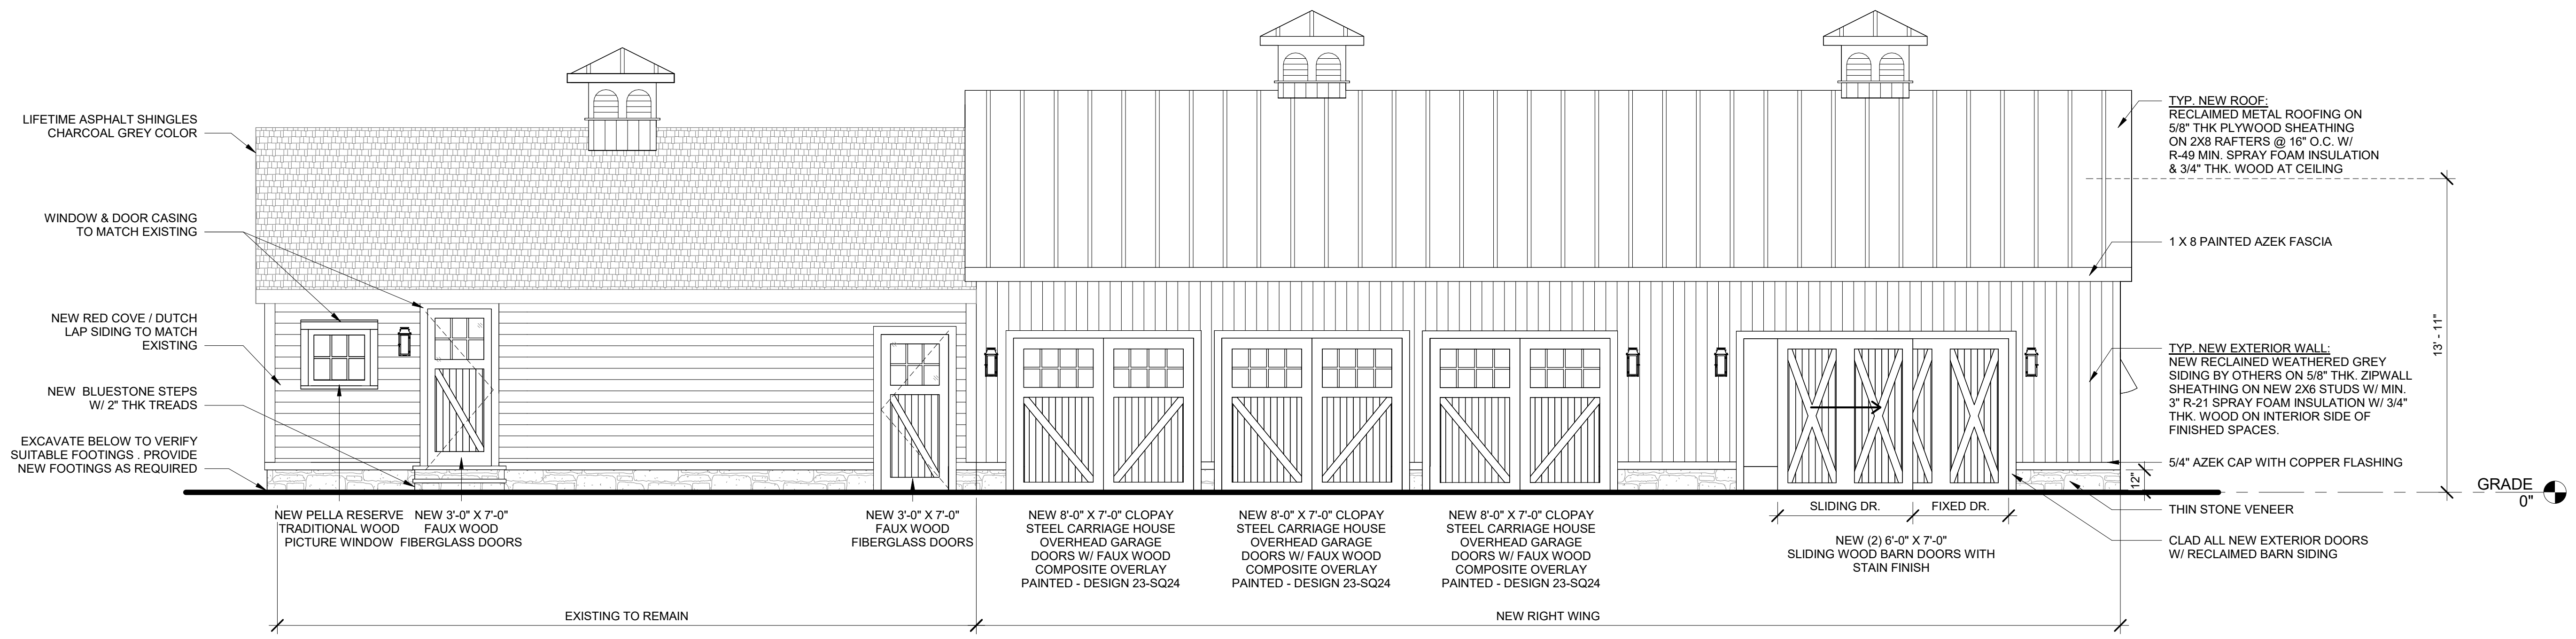 LIFETIME ASPHALT SHINGLES
CHARCOAL GREY COLOR
WINDOW & DOOR CASING
TO MATCH EXISTING
NEW RED COVE / DUTCH
LAP SIDING TO MATCH
EXISTING
NEW BLUESTONE STEPS
W/ 2" THK TREADS
EXCAVATE BELOW TO VERIFY
SUITABLE FOOTINGS . PROVIDE
NEW FOOTINGS AS REQUIRED
TYP. NEW ROOF:
RECLAIMED METAL ROOFING ON
5/8" THK PLYWOOD SHEATHING
ON 2X8 RAFTERS @ 16" O.C. W/
R-49 MIN. SPRAY FOAM INSULATION
& 3/4" THK. WOOD AT CEILING
1 X 8 PAINTED AZEK FASCIA
13' - 11"
TYP. NEW EXTERIOR WALL:
NEW RECLAINED WEATHERED GREY
SIDING BY OTHERS ON 5/8" THK. ZIPWALL
SHEATHING ON NEW 2X6 STUDS W/ MIN.
3" R-21 SPRAY FOAM INSULATION W/ 3/4"
THK. WOOD ON INTERIOR SIDE OF
FINISHED SPACES.
5/4" AZEK CAP WITH COPPER FLASHING
12"
GRADE
0"
THIN STONE VENEER
CLAD ALL NEW EXTERIOR DOORS
W/ RECLAIMED BARN SIDING
NEW PELLA RESERVE
TRADITIONAL WOOD
PICTURE WINDOW
NEW 3'-0" X 7'-0"
FAUX WOOD
FIBERGLASS DOORS
NEW 3'-0" X 7'-0"
FAUX WOOD
FIBERGLASS DOORS
NEW 8'-0" X 7'-0" CLOPAY
STEEL CARRIAGE HOUSE
OVERHEAD GARAGE
DOORS W/ FAUX WOOD
COMPOSITE OVERLAY
PAINTED - DESIGN 23-SQ24
NEW 8'-0" X 7'-0" CLOPAY
STEEL CARRIAGE HOUSE
OVERHEAD GARAGE
DOORS W/ FAUX WOOD
COMPOSITE OVERLAY
PAINTED - DESIGN 23-SQ24
NEW 8'-0" X 7'-0" CLOPAY
STEEL CARRIAGE HOUSE
OVERHEAD GARAGE
DOORS W/ FAUX WOOD
COMPOSITE OVERLAY
PAINTED - DESIGN 23-SQ24
SLIDING DR.
FIXED DR.
NEW (2) 6'-0" X 7'-0"
SLIDING WOOD BARN DOORS WITH
STAIN FINISH
EXISTING TO REMAIN
NEW RIGHT WING